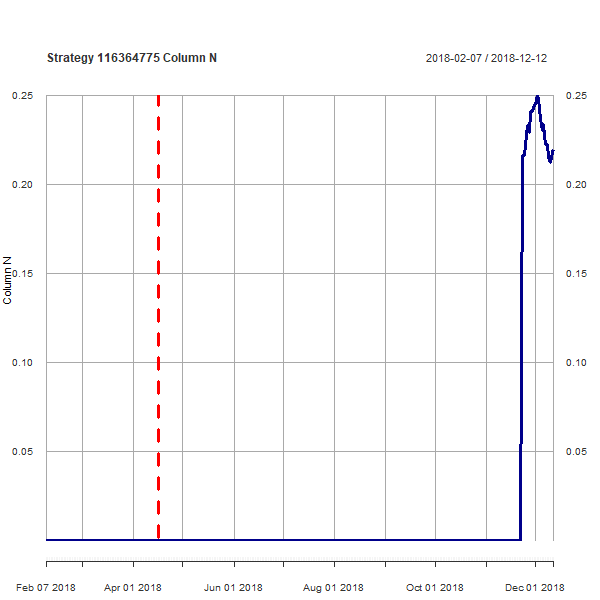 Strategy 116364775 Column N
2018-02-07 / 2018-12-12
0.25 0.25
0.20 0.20
0.15 0.15
Column N
0.10 0.10
0.05 0.05
Feb 07 2018 Apr 01 2018 Jun 01 2018 Aug 01 2018 Oct 01 2018 Dec 01 2018